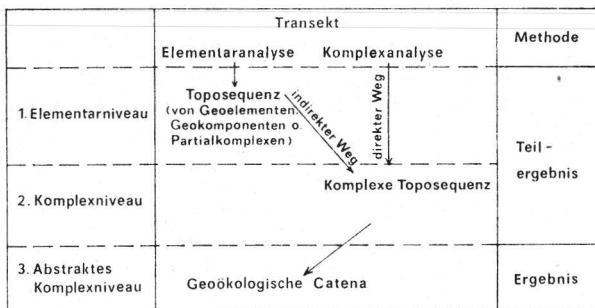 Transekt
Methode
Elementaranalyse Komplexanalyse
1. Elementarniveau
Toposequenz
(von Geoelementen,
Geokomponenten o.
Partialkomplexen)
indirekter Weg
direkter Weg
Teil-
ergebnis
2. Komplexniveau
Komplexe Toposequenz
3. Abstraktes
Komplexniveau
Geoökologische Catena
Ergebnis